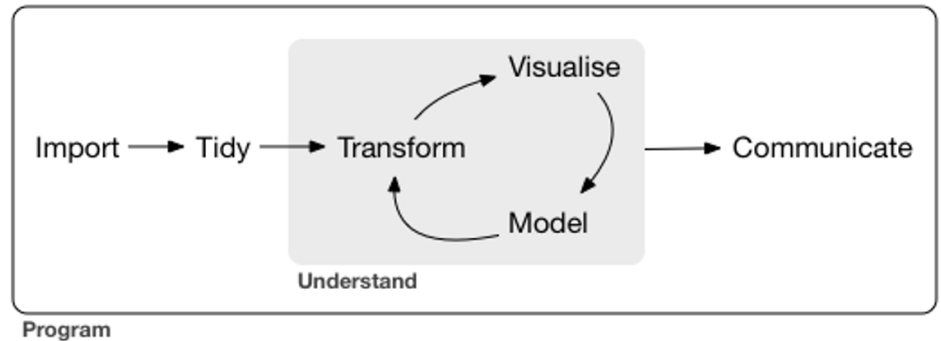 Visualise
Import
Tidy
Transform
Communicate
Model
Understand
Program